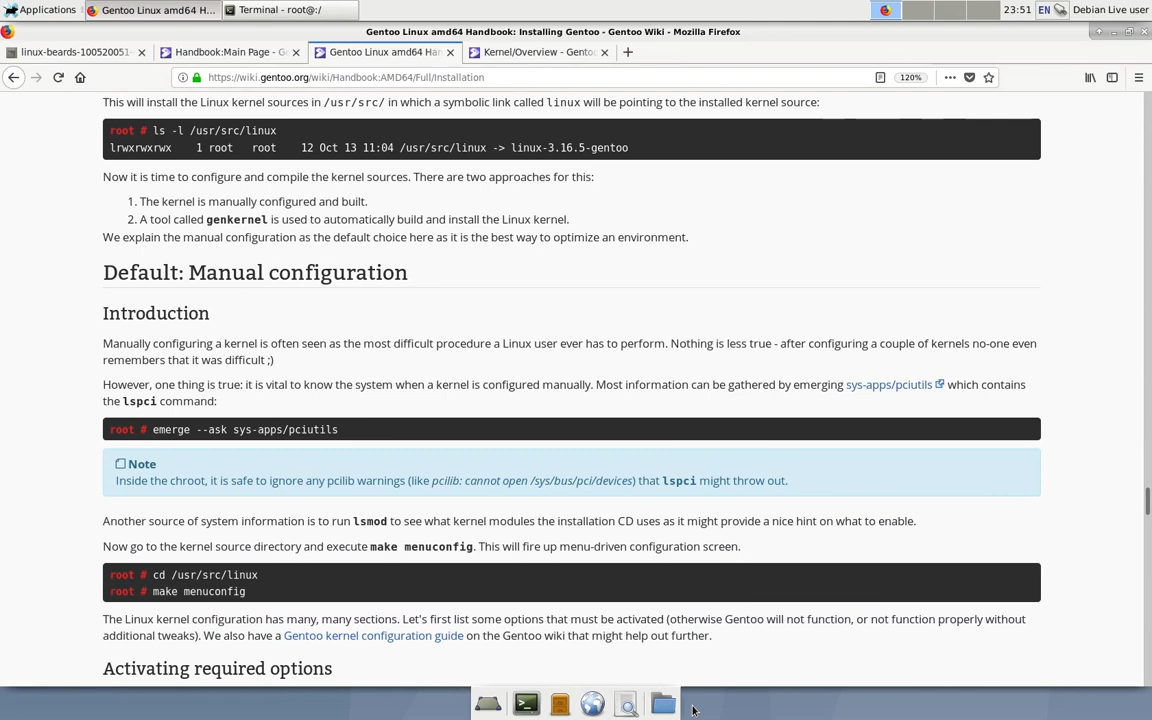 Applications
Gentoo Linux amd64 H...
Terminal - root@:/
23:51
EN
Debian Live user
Gentoo Linux amd64 Handbook: Installing Gentoo - Gentoo Wiki - Mozilla Firefox
linux-beards-100520051-
Handbook:Main Page - Ge
Gentoo Linux amd64 Han
Kernel/Overview - Gentoo
https://wiki.gentoo.org/wiki/Handbook:AMD64/Full/Installation
120%
This will install the Linux kernel sources in /usr/src/ in which a symbolic link called linux will be pointing to the installed kernel source:
root # ls -l /usr/src/linux
lrwxrwxrwx 1 root root 12 Oct 13 11:04 /usr/src/linux -> linux-3.16.5-gentoo
Now it is time to configure and compile the kernel sources. There are two approaches for this:
1. The kernel is manually configured and built.
2. A tool called genkernel is used to automatically build and install the Linux kernel.
We explain the manual configuration as the default choice here as it is the best way to optimize an environment.
Default: Manual configuration
Introduction
Manually configuring a kernel is often seen as the most difficult procedure a Linux user ever has to perform. Nothing is less true - after configuring a couple of kernels no-one even
remembers that it was difficult ;)
However, one thing is true: it is vital to know the system when a kernel is configured manually. Most information can be gathered by emerging sys-apps/pciutils which contains
the lspci command:
root # emerge --ask sys-apps/pciutils
Note
Inside the chroot, it is safe to ignore any pcilib warnings (like pcilib: cannot open /sys/bus/pci/devices) that lspci might throw out.
Another source of system information is to run lsmod to see what kernel modules the installation CD uses as it might provide a nice hint on what to enable.
Now go to the kernel source directory and execute make menuconfig. This will fire up menu-driven configuration screen.
root # cd /usr/src/linux
root # make menuconfig
The Linux kernel configuration has many, many sections. Let's first list some options that must be activated (otherwise Gentoo will not function, or not function properly without
additional tweaks). We also have a Gentoo kernel configuration guide on the Gentoo wiki that might help out further.
Activating required options